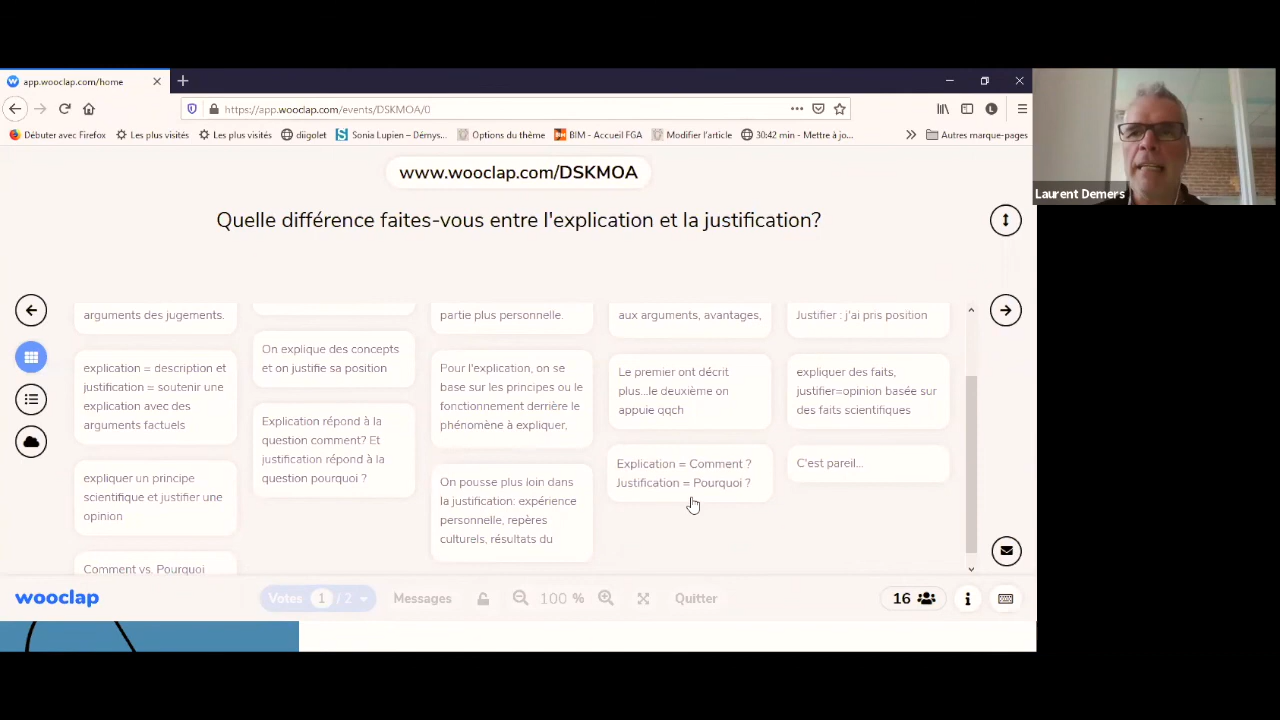 app.wooclap.com/home
https://app.wooclap.com/events/DSKMOA/0
Débuter avec Firefox
Les plus visités
Les plus visités
diigolet
Sonia Lupien – Démys...
Options du thème
BIM - Accueil FGA
Modifier l'article
30:42 min - Mettre à jo...
Autres marque-pages
www.wooclap.com/DSKMOA
Quelle différence faites-vous entre l'explication et la justification?
arguments des jugements.
explication = description et
justification = soutenir une
explication avec des
arguments factuels
expliquer un principe
scientifique et justifier une
opinion
Comment vs. Pourquoi
On explique des concepts
et on justifie sa position
Explication répond à la
question comment? Et
justification répond à la
question pourquoi ?
partie plus personnelle.
Pour l'explication, on se
base sur les principes ou le
fonctionnement derrière le
phénomène à expliquer,
On pousse plus loin dans
la justification: expérience
personnelle, repères
culturels, résultats du
aux arguments, avantages,
Le premier ont décrit
plus...le deuxième on
appuie qqch
Explication = Comment ?
Justification = Pourquoi ?
Justifier : j'ai pris position
expliquer des faits,
justifier=opinion basée sur
des faits scientifiques
C'est pareil...
wooclap
Votes 1 / 2
Messages
100 %
Quitter
16
Laurent Demers